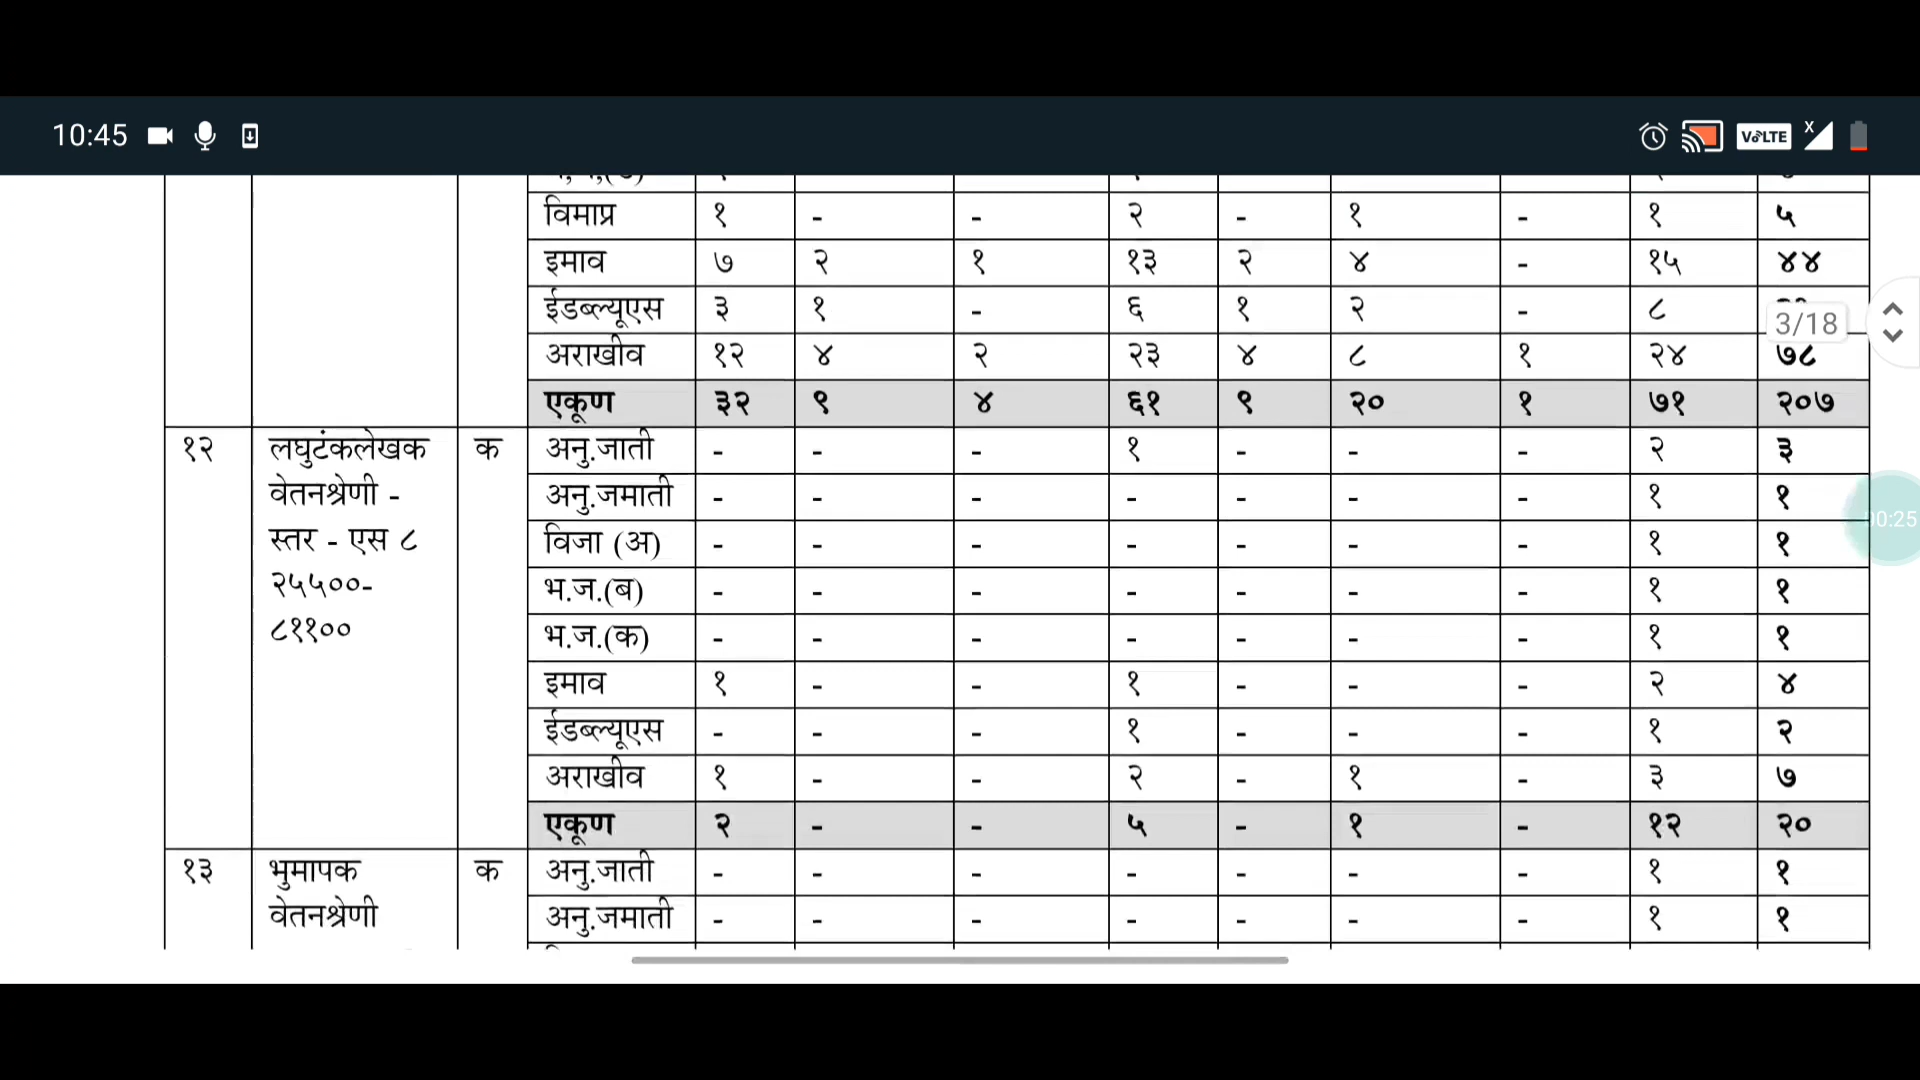 10:45 VoLTE X
विमाप्र १ - - २ - १ - १ ५
इमाव ७ २ १ १३ २ ४ - १५ ४४
ईडब्ल्यूएस ३ १ - ६ १ २ - ८
3/18
अराखीव १२ ४ २ २३ ४ ८ १ २४ ७८
एकूण ३२ ९ ४ ६१ ९ २० १ ७१ २०७
१२ लघुटंकलेखक क अनु.जाती - - - १ - - - २ ३
वेतनश्रेणी - अनु.जमाती - - - - - - - १ १
00:25
स्तर - एस ८ विजा (अ) - - - - - - - १ १
२५५००- भ.ज.(ब) - - - - - - - १ १
८११०० भ.ज.(क) - - - - - - - १ १
इमाव १ - - १ - - - २ ४
ईडब्ल्यूएस - - - १ - - - १ २
अराखीव १ - - २ - १ - ३ ७
एकूण २ - - ५ - १ - १२ २०
१३ भुमापक क अनु.जाती - - - - - - - १ १
वेतनश्रेणी अनु.जमाती - - - - - - - १ १